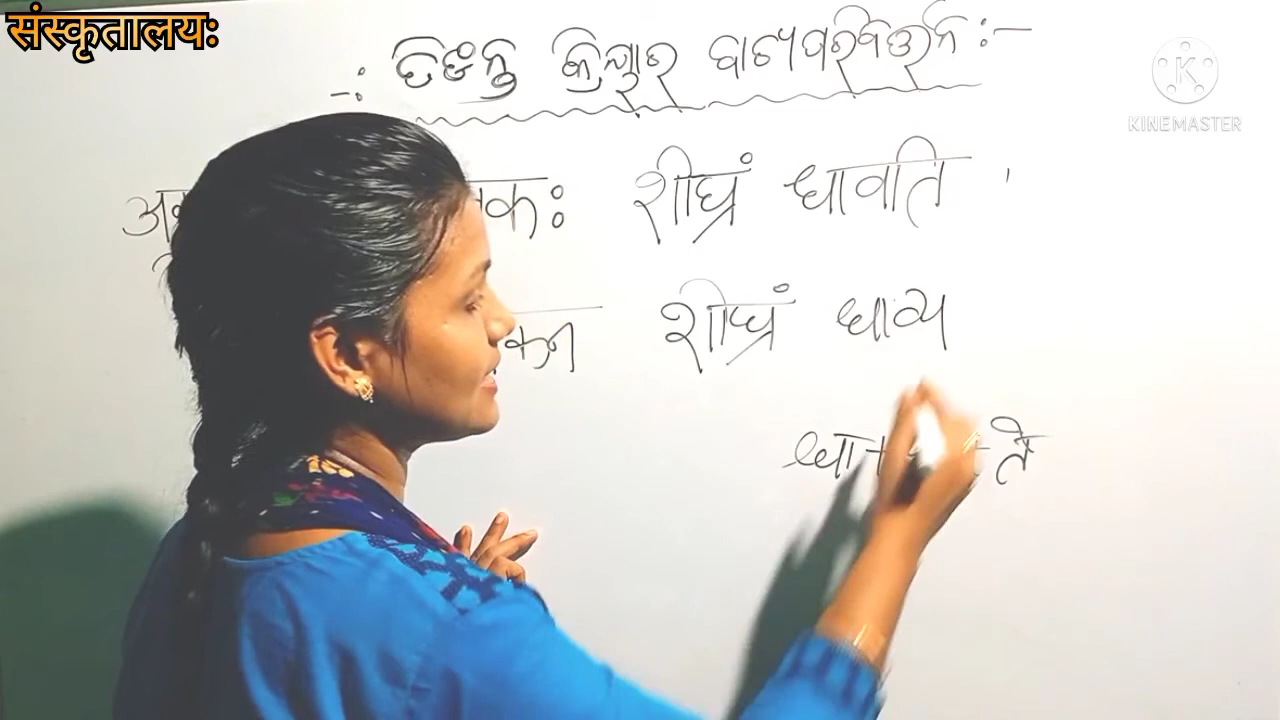 संस्कृतालयः
-: ତିଙନ୍ତ କ୍ରିୟାର ବାଚ୍ୟପରିବର୍ତ୍ତନ :-
KINEMASTER
शीघ्रं धावति ।
शीघ्रं धाव्य
ते